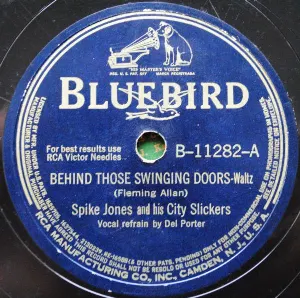 "HIS MASTER'S VOICE"
REG. U.S. PAT. OFF.
MARCA REGISTRADA
BLUEBIRD
For best results use
RCA Victor Needles
B-11282-A
BEHIND THOSE SWINGING DOORS-Waltz
(Fleming Allan)
Spike Jones and his City Slickers
Vocal refrain by Del Porter
RCA MANUFACTURING CO., INC., CAMDEN, N. J., U. S. A.